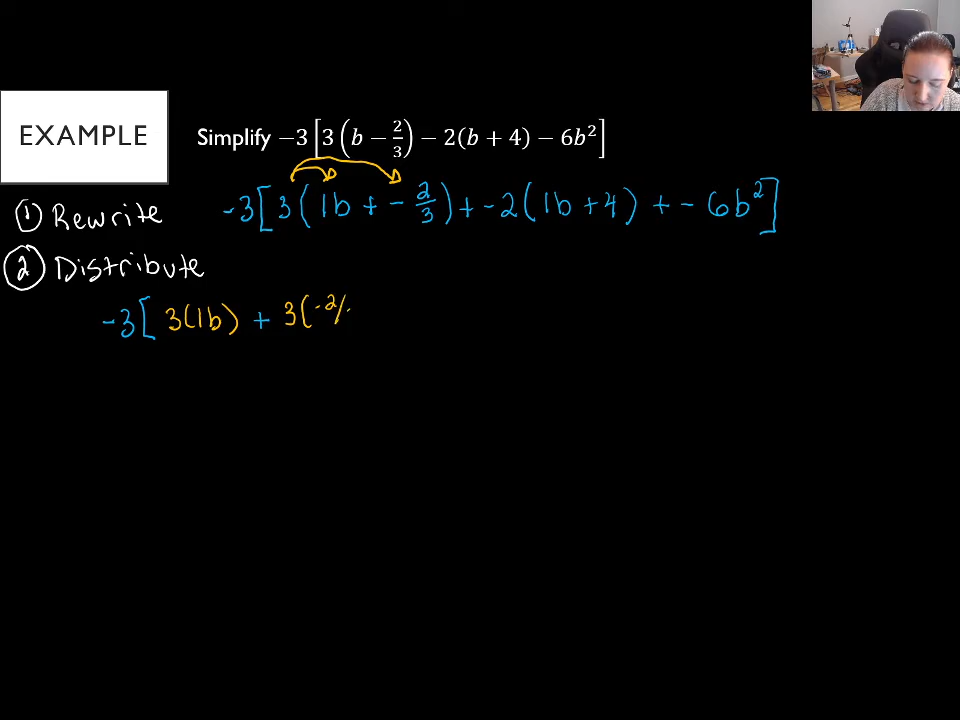 EXAMPLE
Simplify −3[3(b − 2/3) − 2(b + 4) − 6b²]
① Rewrite
-3[3(1b + - 2/3) + -2(1b + 4) + - 6b²]
② Distribute
-3[ 3(1b) + 3(-2/